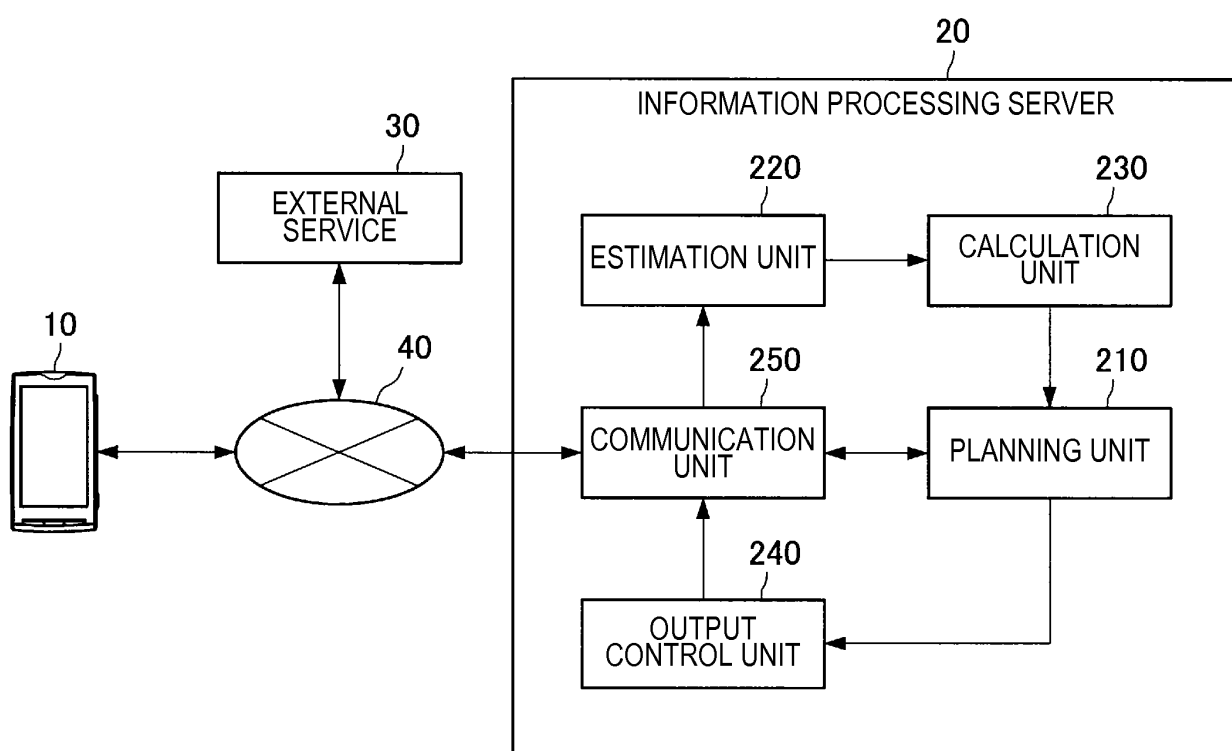 20
INFORMATION PROCESSING SERVER
30
EXTERNAL
SERVICE
220
ESTIMATION UNIT
230
CALCULATION
UNIT
10
40
250
COMMUNICATION
UNIT
210
PLANNING UNIT
240
OUTPUT
CONTROL UNIT